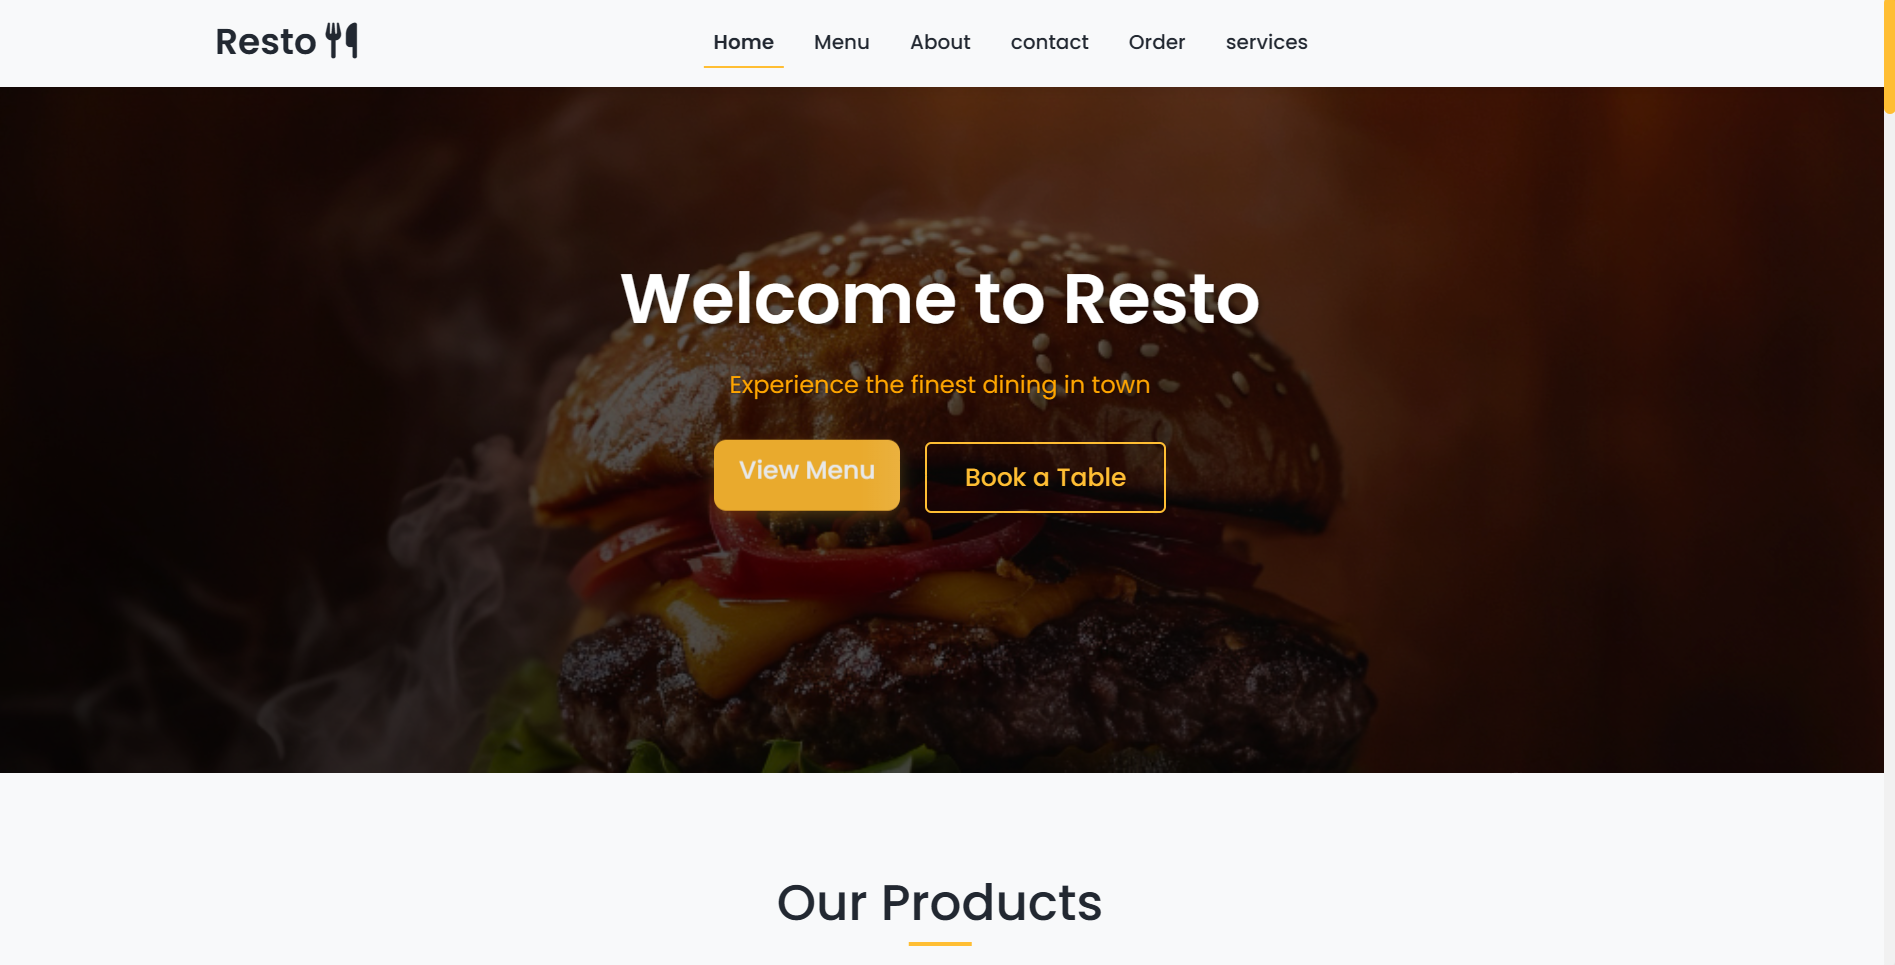 Resto
Home Menu About contact Order services
Welcome to Resto
Experience the finest dining in town
View Menu Book a Table
Our Products